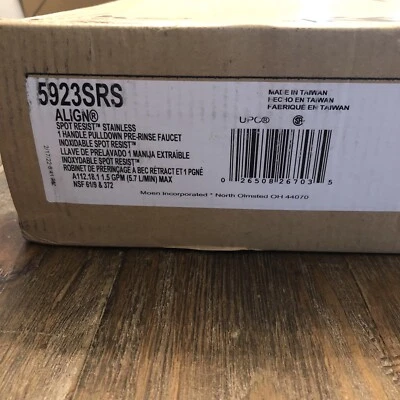 5923SRS
ALIGN®
SPOT RESIST™ STAINLESS
1 HANDLE PULLDOWN PRE-RINSE FAUCET
INOXIDABLE SPOT RESIST™
LLAVE DE PRELAVADO 1 MANIJA EXTRAÍBLE
INOXYDABLE SPOT RESIST™
ROBINET DE PRERINÇAGE À BEC RETRACT ET 1 PGNÉ
A112.18.1 1.5 GPM (5.7 L/MIN) MAX
NSF 61/9 & 372
MADE IN TAIWAN
HECHO EN TAIWAN
FABRIQUÉ EN TAIWAN
UPC®
0 26508 26703 5
Moen Incorporated * North Olmsted OH 44070